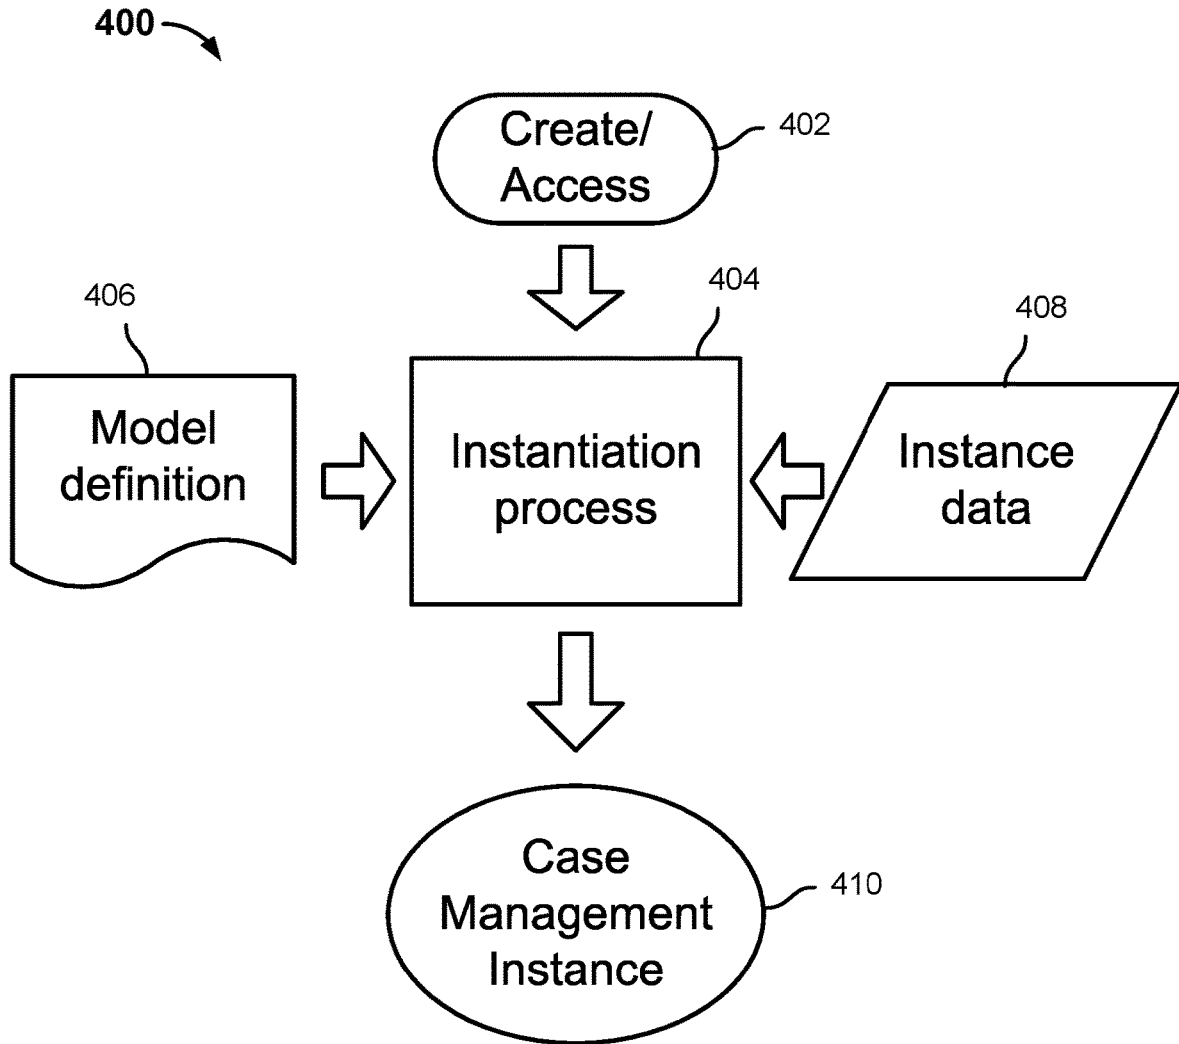 400
Create/
Access
402
404
406
408
Model
definition
Instantiation
process
Instance
data
Case
Management
Instance
410